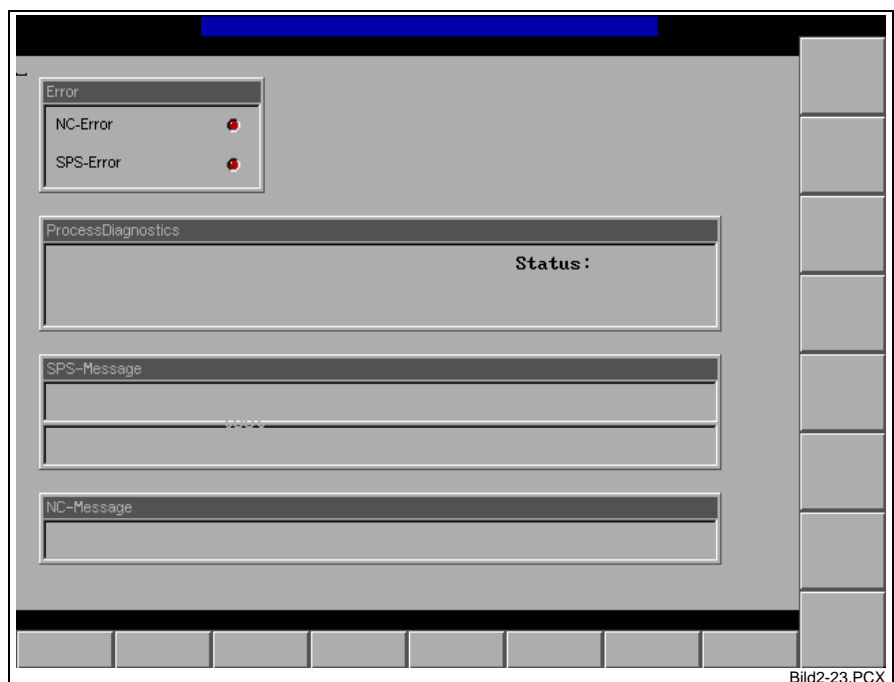 Error
NC-Error
SPS-Error
ProcessDiagnostics
Status:
SPS-Message
NC-Message
Bild2-23.PCX